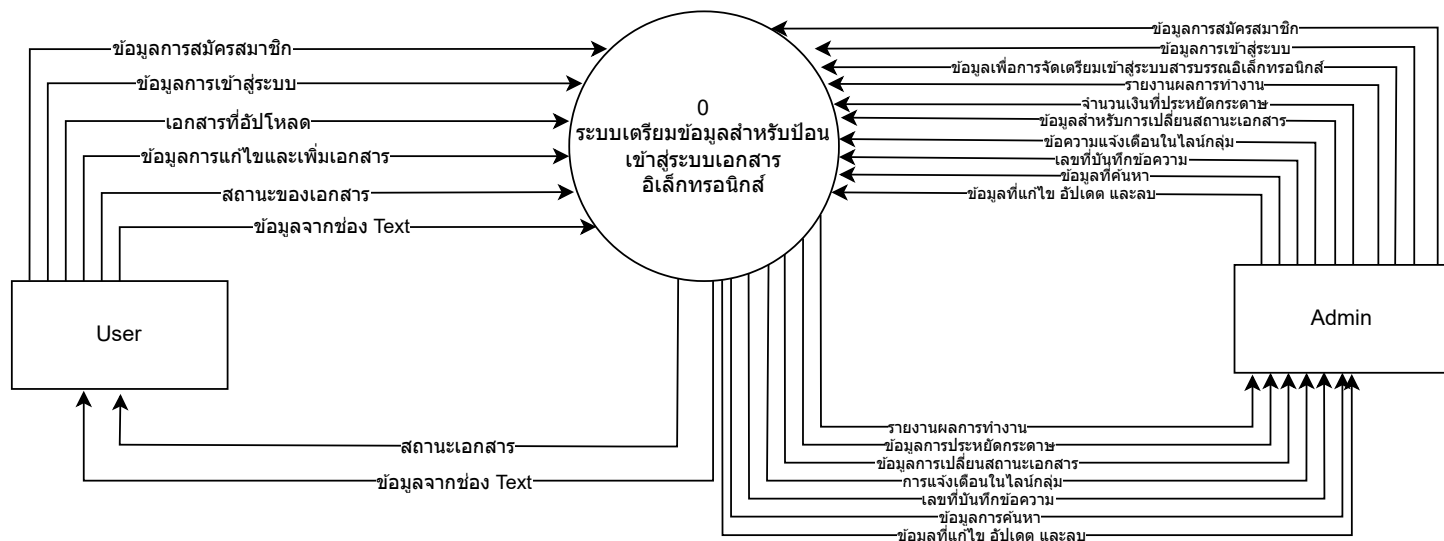 ข้อมูลการสมัครสมาชิก
ข้อมูลการเข้าสู่ระบบ
เอกสารที่อัปโหลด
ข้อมูลการแก้ไขและเพิ่มเอกสาร
สถานะของเอกสาร
ข้อมูลจากช่อง Text
User
0
ระบบเตรียมข้อมูลสำหรับป้อน
เข้าสู่ระบบเอกสาร
อิเล็กทรอนิกส์
ข้อมูลการสมัครสมาชิก
ข้อมูลการเข้าสู่ระบบ
ข้อมูลเพื่อการจัดเตรียมเข้าสู่ระบบสารบรรณอิเล็กทรอนิกส์
รายงานผลการทำงาน
จำนวนเงินที่ประหยัดกระดาษ
ข้อมูลสำหรับการเปลี่ยนสถานะเอกสาร
ข้อความแจ้งเตือนในไลน์กลุ่ม
เลขที่บันทึกข้อความ
ข้อมูลที่ค้นหา
ข้อมูลที่แก้ไข อัปเดต และลบ
Admin
สถานะเอกสาร
ข้อมูลจากช่อง Text
รายงานผลการทำงาน
ข้อมูลการประหยัดกระดาษ
ข้อมูลการเปลี่ยนสถานะเอกสาร
การแจ้งเตือนในไลน์กลุ่ม
เลขที่บันทึกข้อความ
ข้อมูลการค้นหา
ข้อมูลที่แก้ไข อัปเดต และลบ